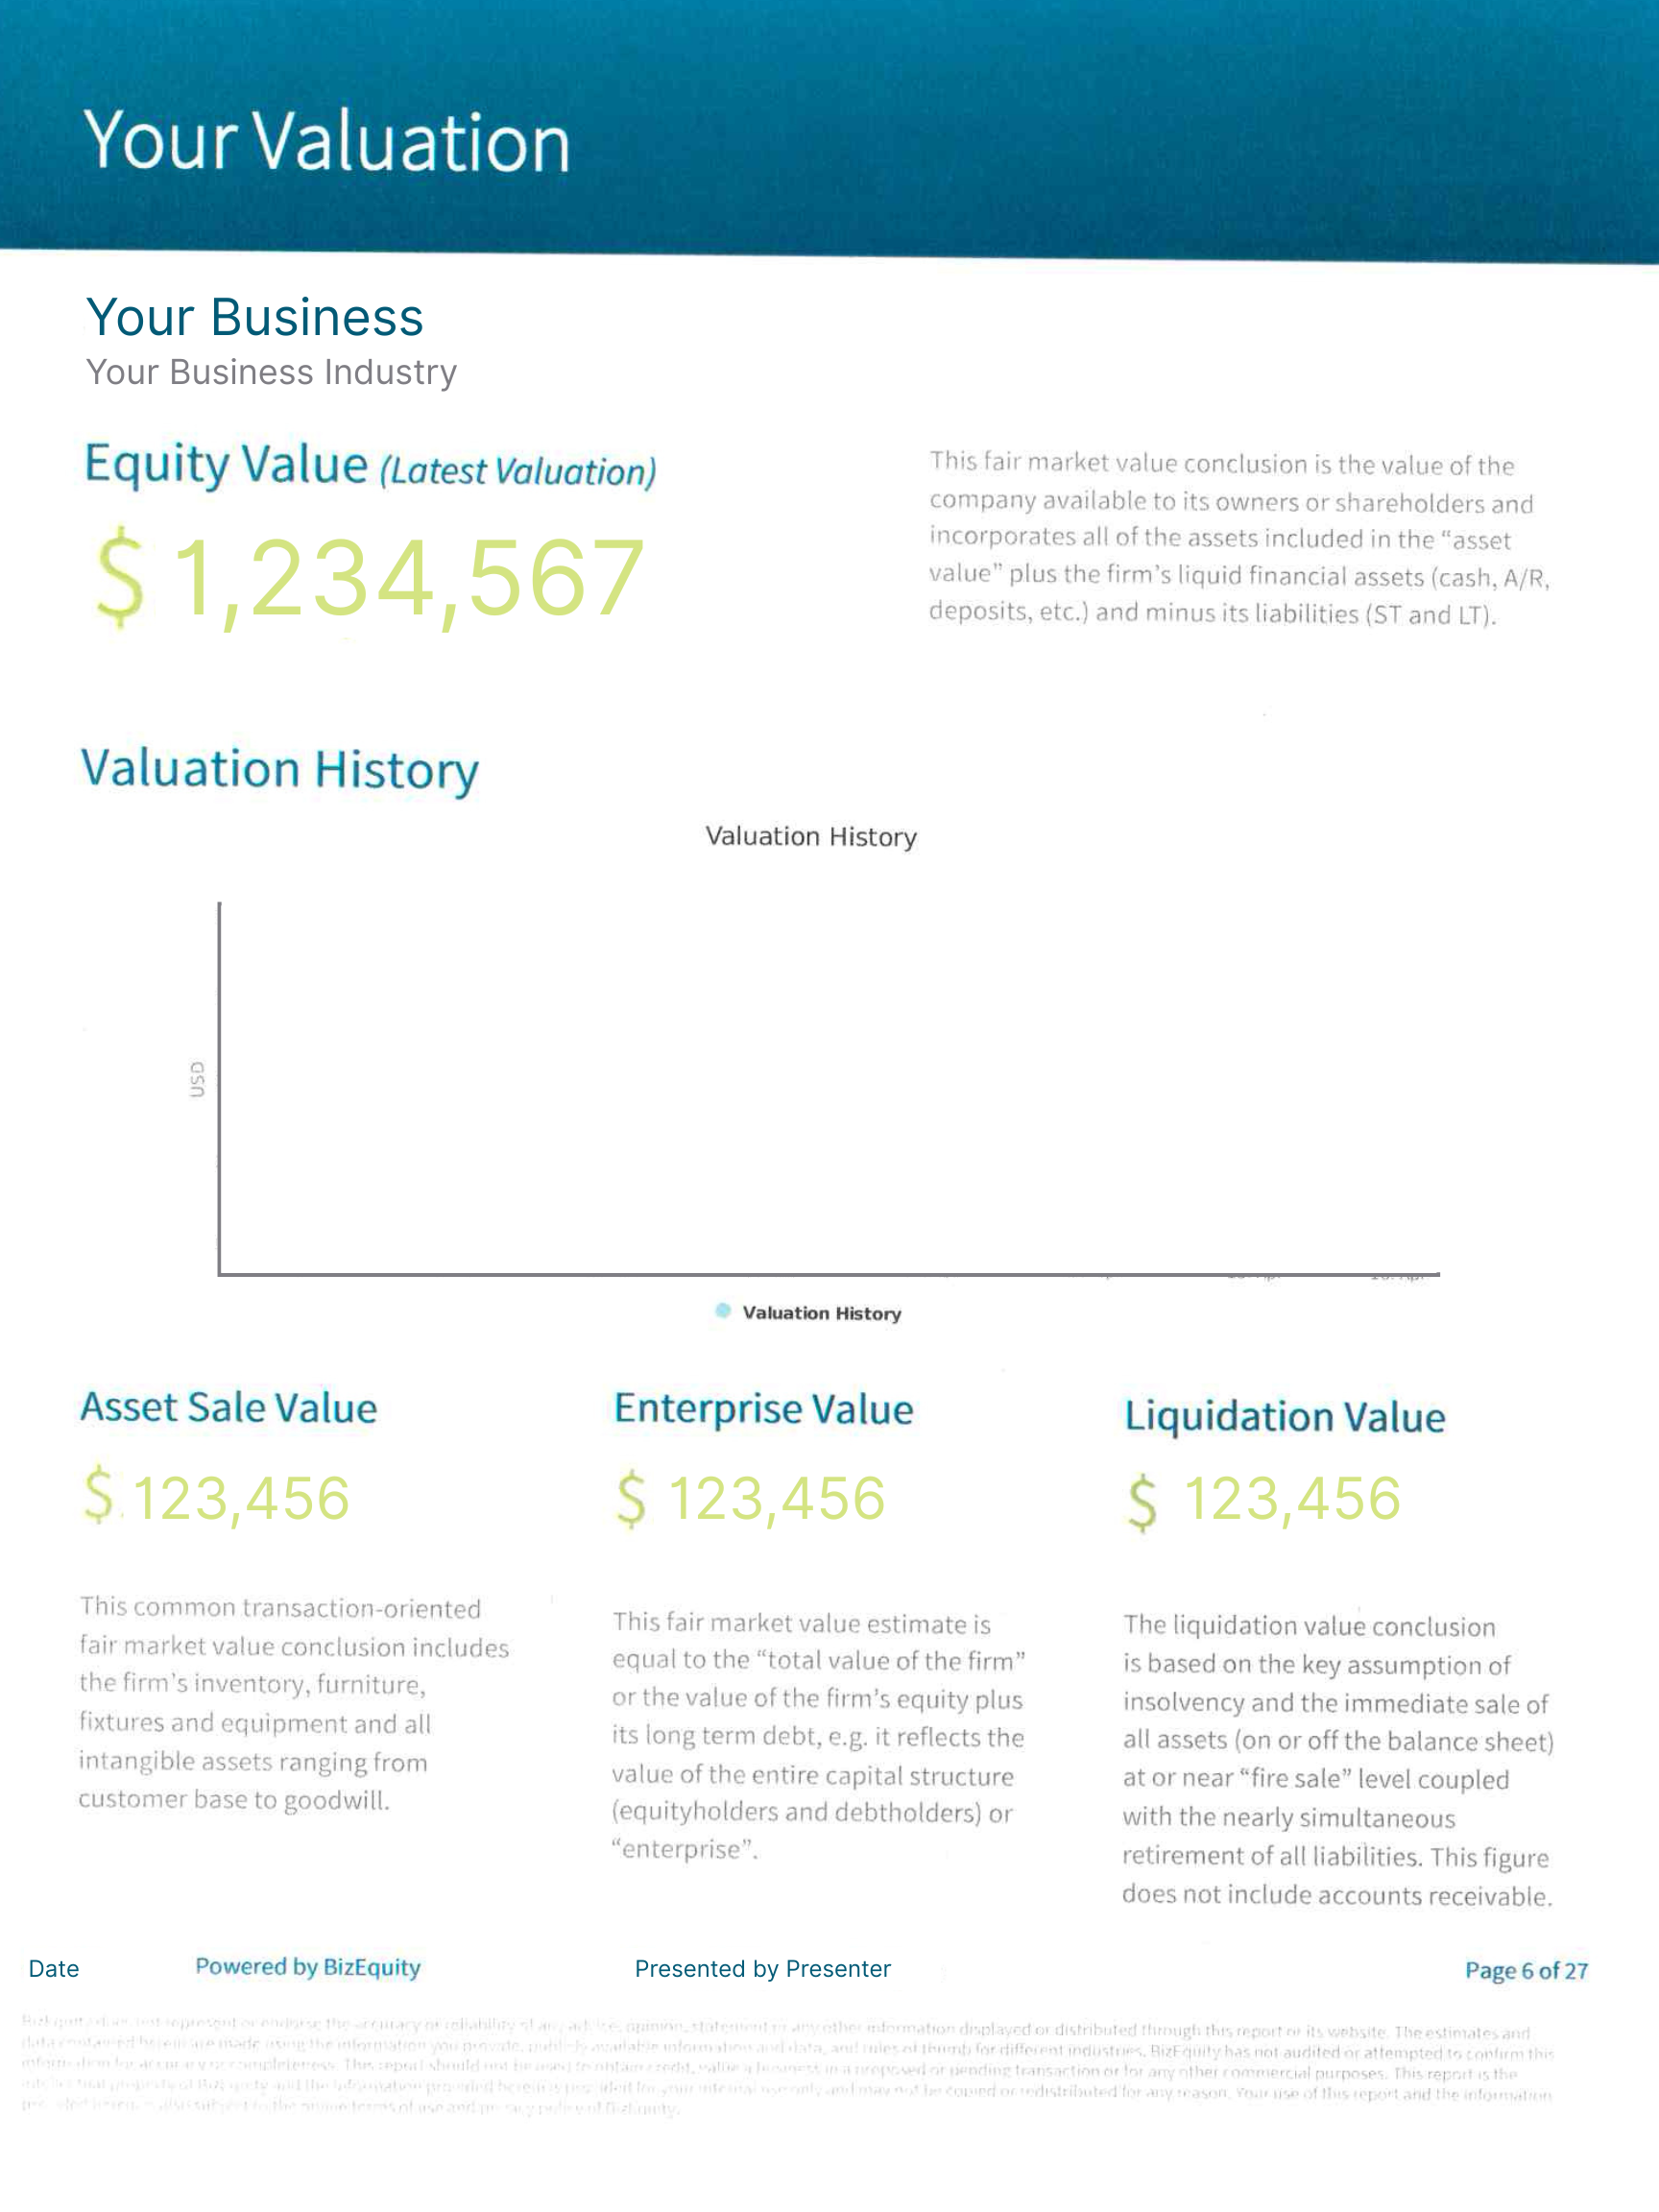 Your Valuation
Your Business
Your Business Industry
Equity Value (Latest Valuation)
$ 1,234,567
This fair market value conclusion is the value of the
company available to its owners or shareholders and
incorporates all of the assets included in the “asset
value” plus the firm’s liquid financial assets (cash, A/R,
deposits, etc.) and minus its liabilities (ST and LT).
Valuation History
Valuation History
USD
Valuation History
Asset Sale Value
$ 123,456
This common transaction-oriented
fair market value conclusion includes
the firm’s inventory, furniture,
fixtures and equipment and all
intangible assets ranging from
customer base to goodwill.
Enterprise Value
$ 123,456
This fair market value estimate is
equal to the “total value of the firm”
or the value of the firm’s equity plus
its long term debt, e.g. it reflects the
value of the entire capital structure
(equityholders and debtholders) or
“enterprise”.
Liquidation Value
$ 123,456
The liquidation value conclusion
is based on the key assumption of
insolvency and the immediate sale of
all assets (on or off the balance sheet)
at or near “fire sale” level coupled
with the nearly simultaneous
retirement of all liabilities. This figure
does not include accounts receivable.
Date Powered by BizEquity Presented by Presenter Page 6 of 27
BizEquity does not represent or endorse the accuracy or reliability of any advice, opinion, statement or any other information displayed or distributed through this report or its website. The estimates and
data contained herein are made using the information you provide, publicly available information and data, and rules of thumb for different industries. BizEquity has not audited or attempted to confirm this
information for accuracy or completeness. This report should not be used to obtain credit, value a business in a proposed or pending transaction or for any other commercial purposes. This report is the
intellectual property of BizEquity and the information provided herein is provided for your internal use only and may not be copied or redistributed for any reason. Your use of this report and the information
provided herein is also subject to the online terms of use and privacy policy of BizEquity.